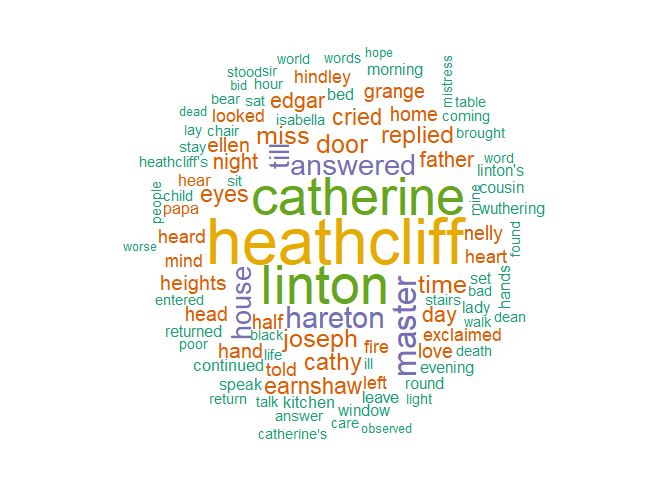 hope
world words
stood sir hindley morning
bid hour grange mistress
bear sat edgar bed table
dead looked isabella cried home coming
lay chair miss door replied brought
stay ellen till
heathcliff's night answered father word linton's
hear sit eyes catherine mine cousin
people child papa wuthering
heard heathcliff nelly found
worse mind heart
heights house linton time set hands
entered master stairs bad lady
head half hareton day walk dean
returned black joseph exclaimed
poor hand life fire love death
continued told cathy ill evening
speak earnshaw left round
return talk kitchen leave light
answer window
catherine's care observed